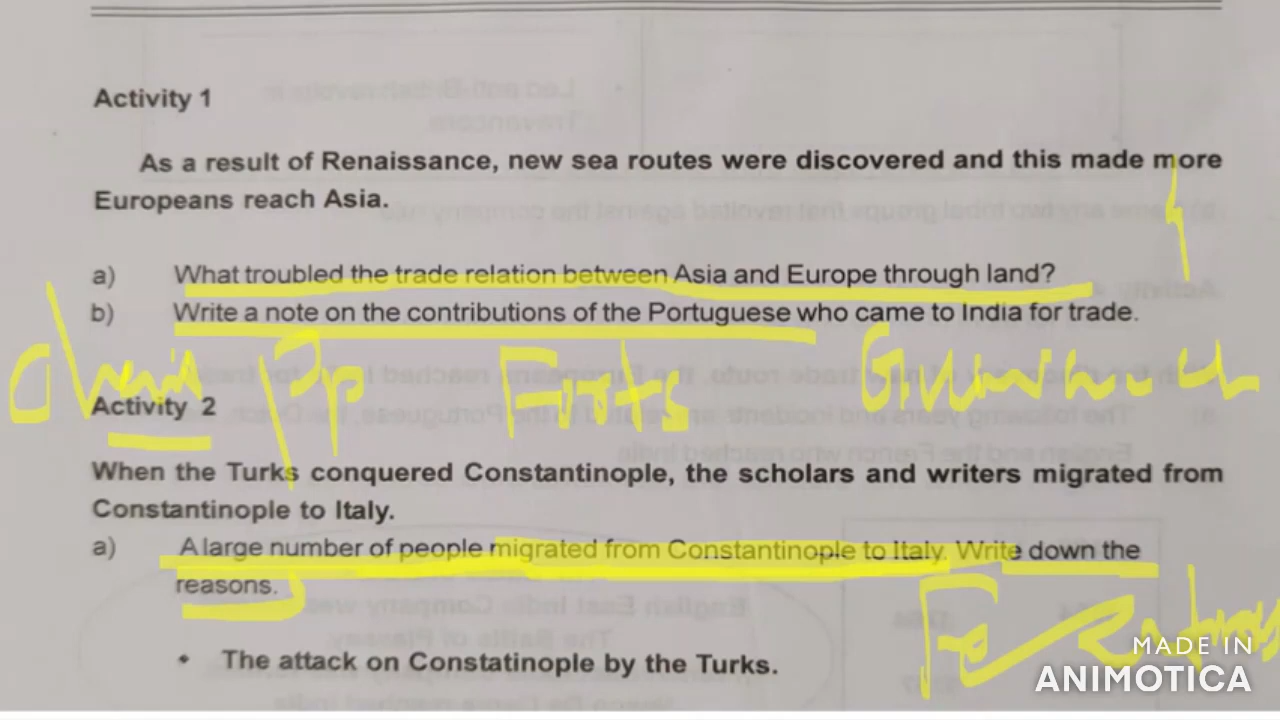 Activity 1
As a result of Renaissance, new sea routes were discovered and this made more
Europeans reach Asia.
a) What troubled the trade relation between Asia and Europe through land?
b) Write a note on the contributions of the Portuguese who came to India for trade.
Forts
Activity 2
When the Turks conquered Constantinople, the scholars and writers migrated from
Constantinople to Italy.
a) A large number of people migrated from Constantinople to Italy. Write down the
reasons.
• The attack on Constatinople by the Turks.
MADE IN
ANIMOTICA